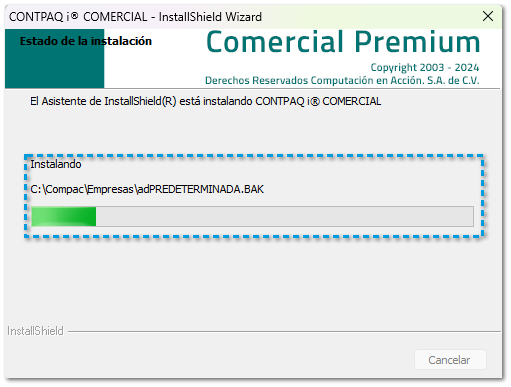 CONTPAQ i® COMERCIAL - InstallShield Wizard
Estado de la instalación
Comercial Premium
Copyright 2003 - 2024
Derechos Reservados Computación en Acción. S.A. de C.V.
El Asistente de InstallShield(R) está instalando CONTPAQ i® COMERCIAL
Instalando
C:\Compac\Empresas\adPREDETERMINADA.BAK
InstallShield
Cancelar